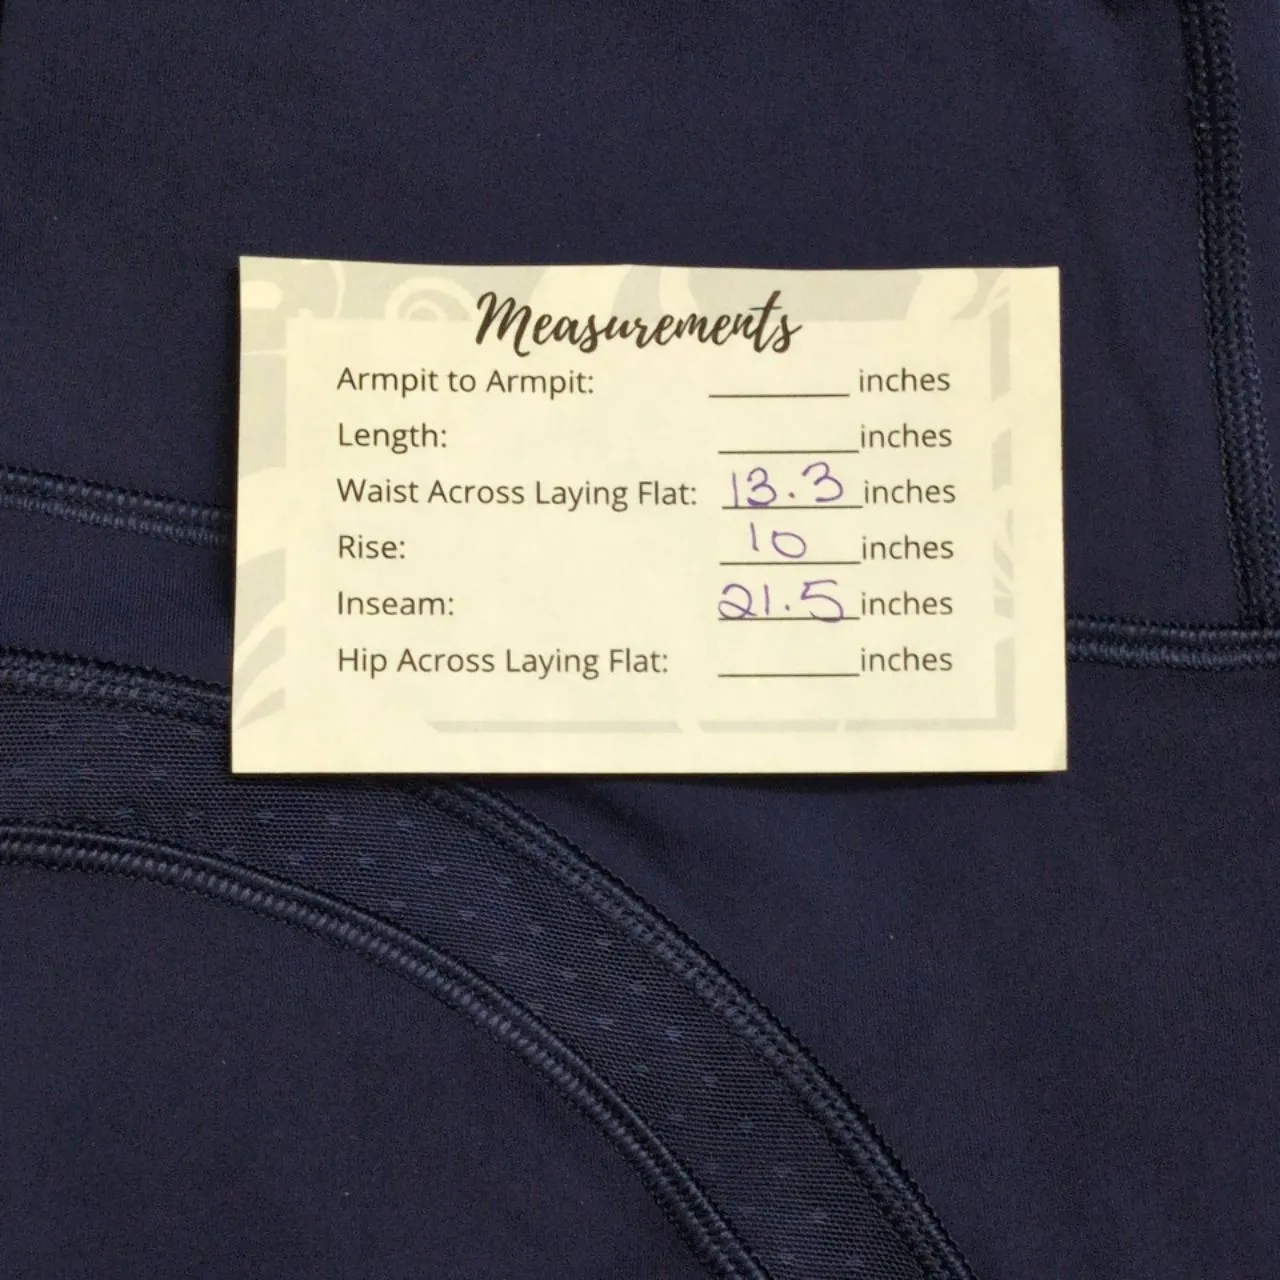 Measurements
Armpit to Armpit: ________ inches
Length: ________inches
Waist Across Laying Flat: 13.3 inches
Rise: 10 inches
Inseam: 21.5 inches
Hip Across Laying Flat: ________inches